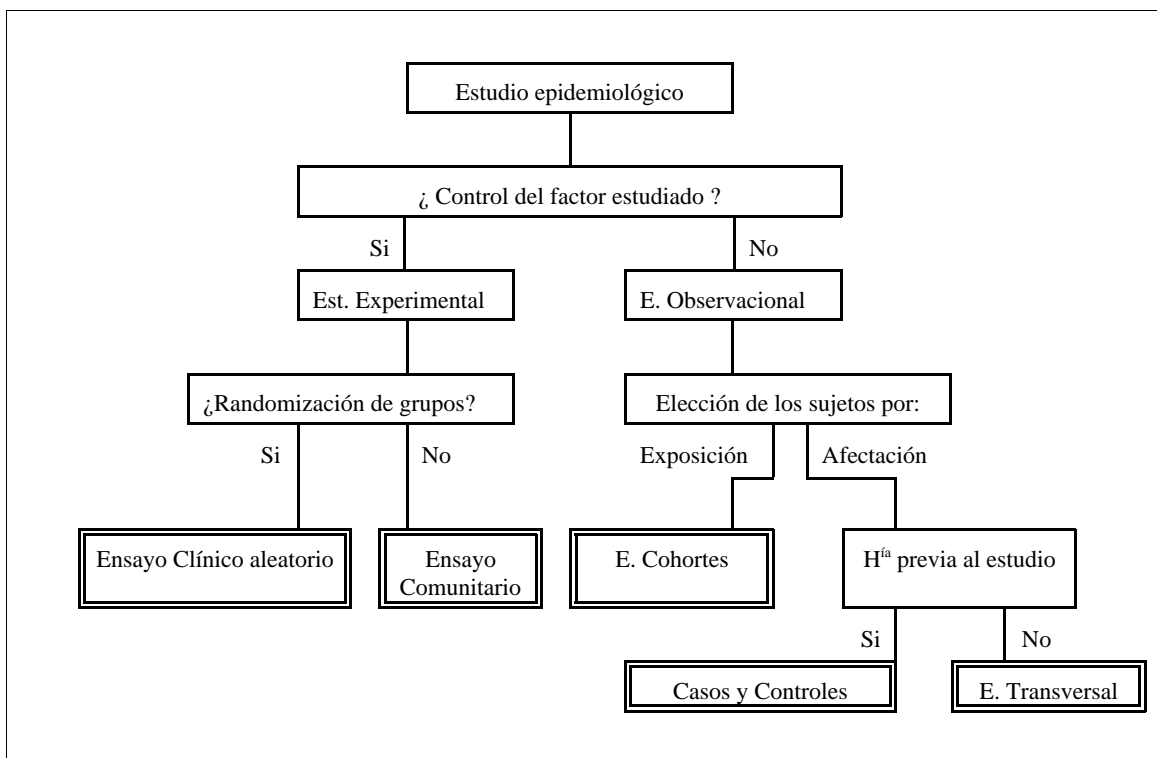 Estudio epidemiológico
¿ Control del factor estudiado ?
Si
No
Est. Experimental
E. Observacional
¿Randomización de grupos?
Elección de los sujetos por:
Si
No
Exposición
Afectación
Ensayo Clínico aleatorio
Ensayo
Comunitario
E. Cohortes
Hía previa al estudio
Si
No
Casos y Controles
E. Transversal